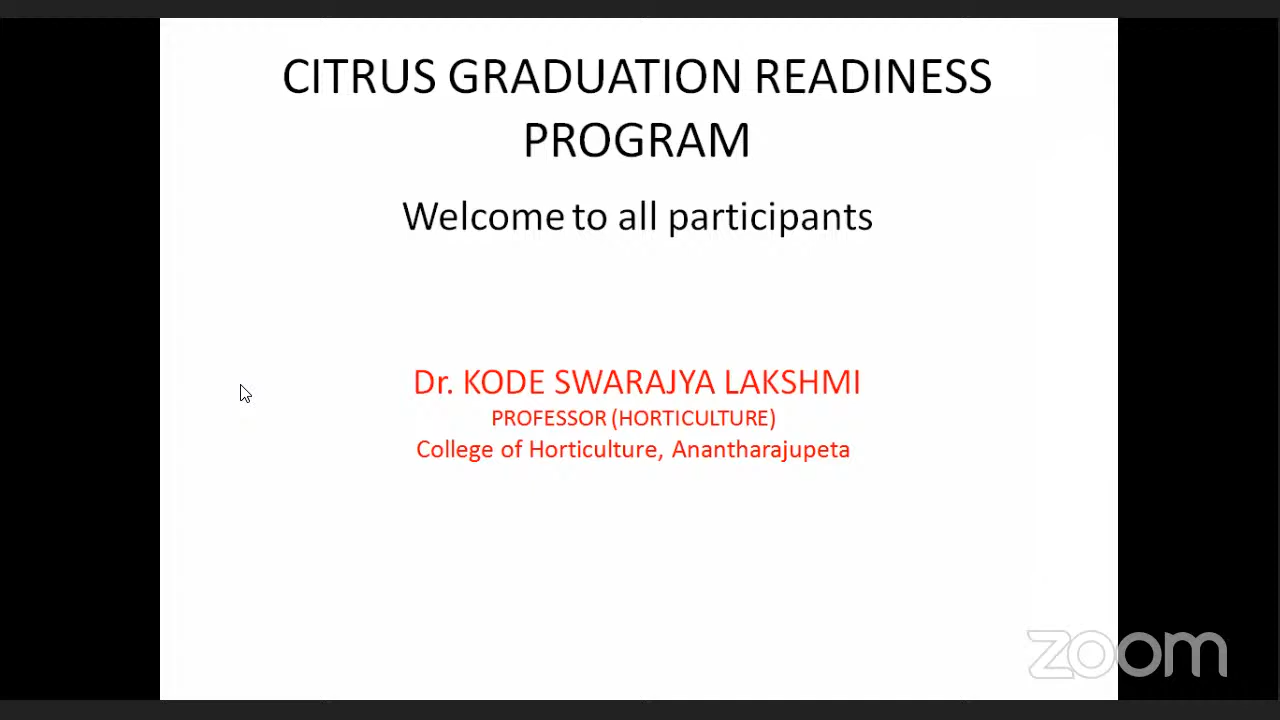 CITRUS GRADUATION READINESS
PROGRAM
Welcome to all participants
Dr. KODE SWARAJYA LAKSHMI
PROFESSOR (HORTICULTURE)
College of Horticulture, Anantharajupeta
zoom